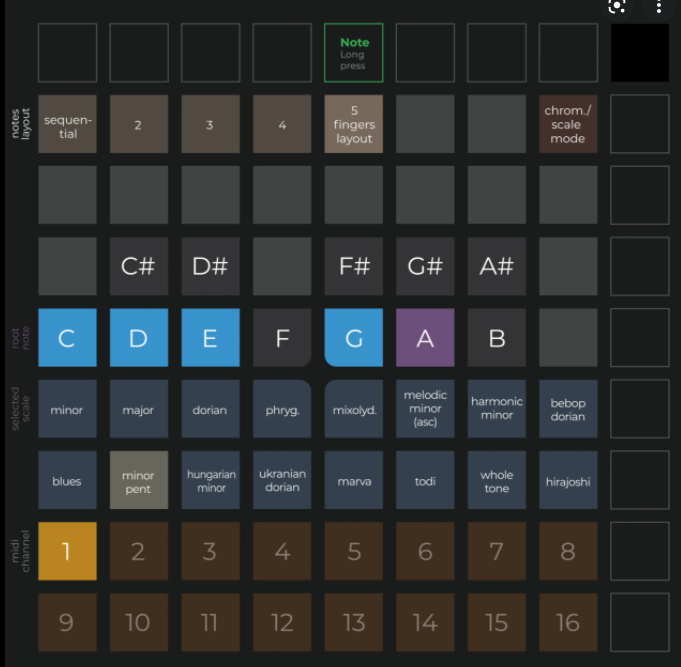 Note
Long
press
notes
layout
sequen-
tial
2
3
4
5
fingers
layout
chrom./
scale
mode
C#
D#
F#
G#
A#
root
note
C
D
E
F
G
A
B
selected
scale
minor
major
dorian
phryg.
mixolyd.
melodic
minor
(asc)
harmonic
minor
bebop
dorian
blues
minor
pent
hungarian
minor
ukranian
dorian
marva
todi
whole
tone
hirajoshi
midi
channel
1
2
3
4
5
6
7
8
9
10
11
12
13
14
15
16